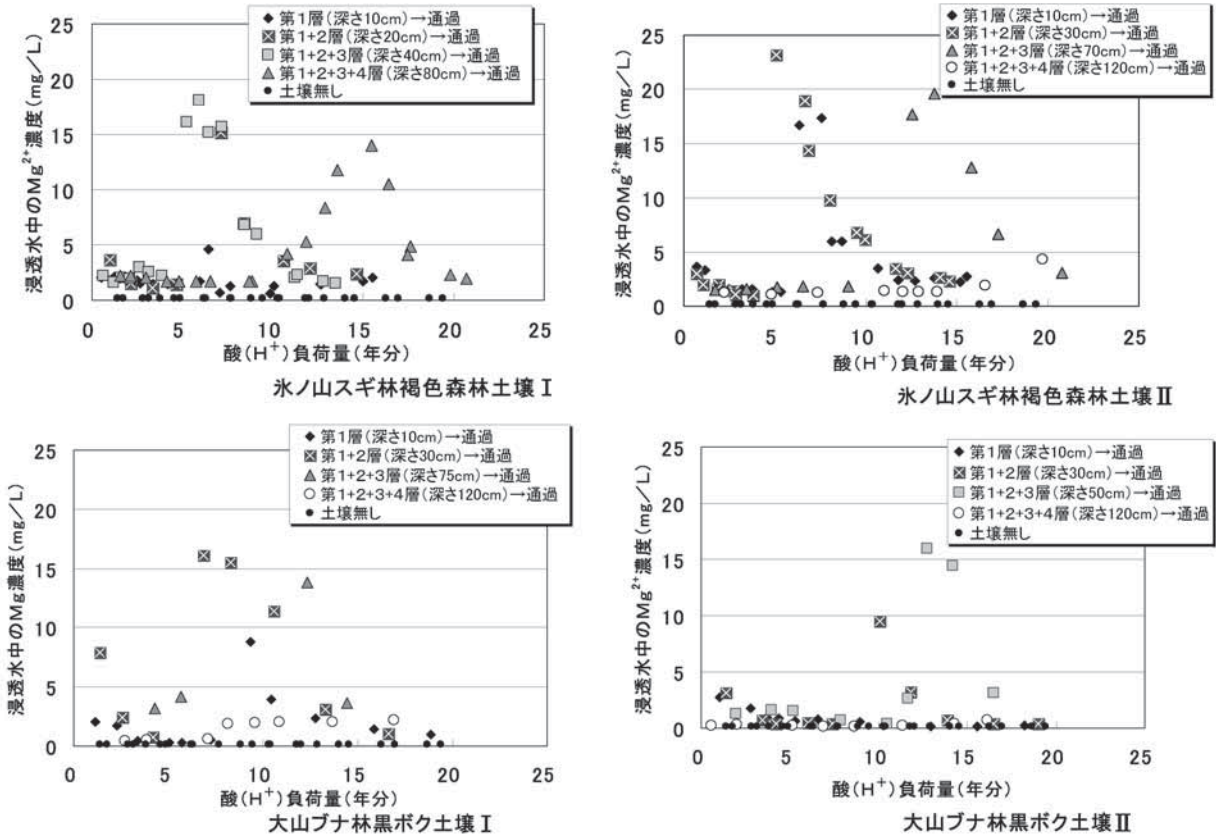 25
20
15
10
5
0
浸透水中のMg²⁺濃度(mg/L)
第1層(深さ10cm)→通過
第1+2層(深さ20cm)→通過
第1+2+3層(深さ40cm)→通過
第1+2+3+4層(深さ80cm)→通過
土壌無し
0 5 10 15 20 25
酸(H⁺)負荷量(年分)
氷ノ山スギ林褐色森林土壌Ⅰ
25
20
15
10
5
0
浸透水中のMg²⁺濃度(mg/L)
第1層(深さ10cm)→通過
第1+2層(深さ30cm)→通過
第1+2+3層(深さ70cm)→通過
第1+2+3+4層(深さ120cm)→通過
土壌無し
0 5 10 15 20 25
酸(H⁺)負荷量(年分)
氷ノ山スギ林褐色森林土壌Ⅱ
25
20
15
10
5
0
浸透水中のMg濃度(mg/L)
第1層(深さ10cm)→通過
第1+2層(深さ30cm)→通過
第1+2+3層(深さ75cm)→通過
第1+2+3+4層(深さ120cm)→通過
土壌無し
0 5 10 15 20 25
酸(H⁺)負荷量(年分)
大山ブナ林黒ボク土壌Ⅰ
25
20
15
10
5
0
浸透水中のMg²⁺濃度(mg/L)
第1層(深さ10cm)→通過
第1+2層(深さ30cm)→通過
第1+2+3層(深さ50cm)→通過
第1+2+3+4層(深さ120cm)→通過
土壌無し
0 5 10 15 20 25
酸(H⁺)負荷量(年分)
大山ブナ林黒ボク土壌Ⅱ